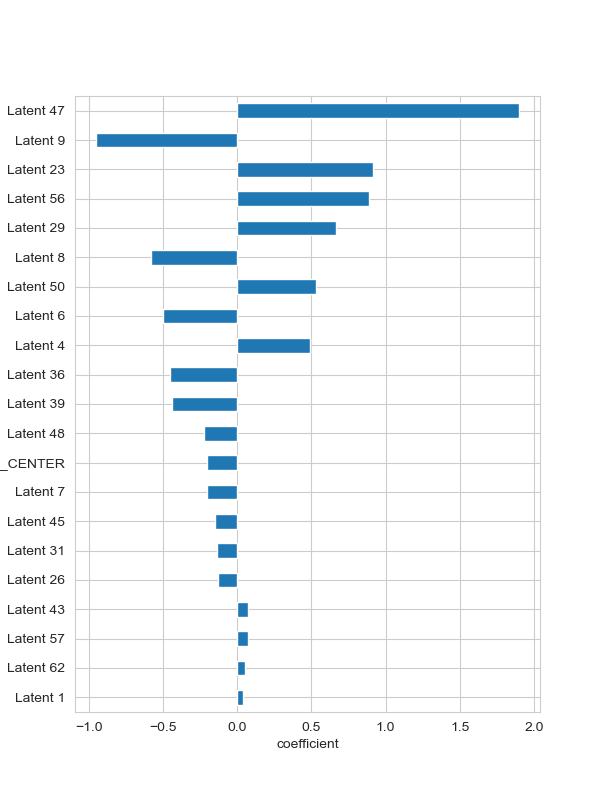 Latent 47
Latent 9
Latent 23
Latent 56
Latent 29
Latent 8
Latent 50
Latent 6
Latent 4
Latent 36
Latent 39
Latent 48
_CENTER
Latent 7
Latent 45
Latent 31
Latent 26
Latent 43
Latent 57
Latent 62
Latent 1
−1.0 −0.5 0.0 0.5 1.0 1.5 2.0
coefficient